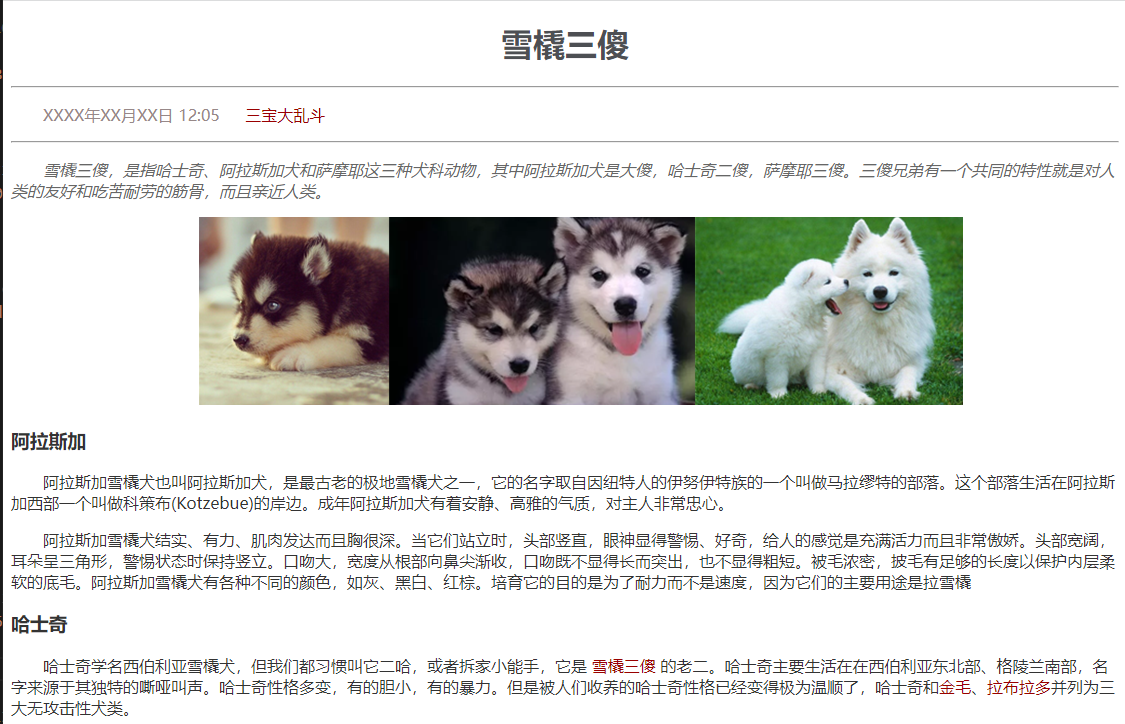 雪橇三傻
XXXX年XX月XX日 12:05 三宝大乱斗
雪橇三傻，是指哈士奇、阿拉斯加犬和萨摩耶这三种犬科动物，其中阿拉斯加犬是大傻，哈士奇二傻，萨摩耶三傻。三傻兄弟有一个共同的特性就是对人
类的友好和吃苦耐劳的筋骨，而且亲近人类。
阿拉斯加
阿拉斯加雪橇犬也叫阿拉斯加犬，是最古老的极地雪橇犬之一，它的名字取自因纽特人的伊努伊特族的一个叫做马拉缪特的部落。这个部落生活在阿拉斯
加西部一个叫做科策布(Kotzebue)的岸边。成年阿拉斯加犬有着安静、高雅的气质，对主人非常忠心。
阿拉斯加雪橇犬结实、有力、肌肉发达而且胸很深。当它们站立时，头部竖直，眼神显得警惕、好奇，给人的感觉是充满活力而且非常傲娇。头部宽阔，
耳朵呈三角形，警惕状态时保持竖立。口吻大，宽度从根部向鼻尖渐收，口吻既不显得长而突出，也不显得粗短。被毛浓密，披毛有足够的长度以保护内层柔
软的底毛。阿拉斯加雪橇犬有各种不同的颜色，如灰、黑白、红棕。培育它的目的是为了耐力而不是速度，因为它们的主要用途是拉雪橇
哈士奇
哈士奇学名西伯利亚雪橇犬，但我们都习惯叫它二哈，或者拆家小能手，它是 雪橇三傻 的老二。哈士奇主要生活在在西伯利亚东北部、格陵兰南部，名
字来源于其独特的嘶哑叫声。哈士奇性格多变，有的胆小，有的暴力。但是被人们收养的哈士奇性格已经变得极为温顺了，哈士奇和金毛、拉布拉多并列为三
大无攻击性犬类。